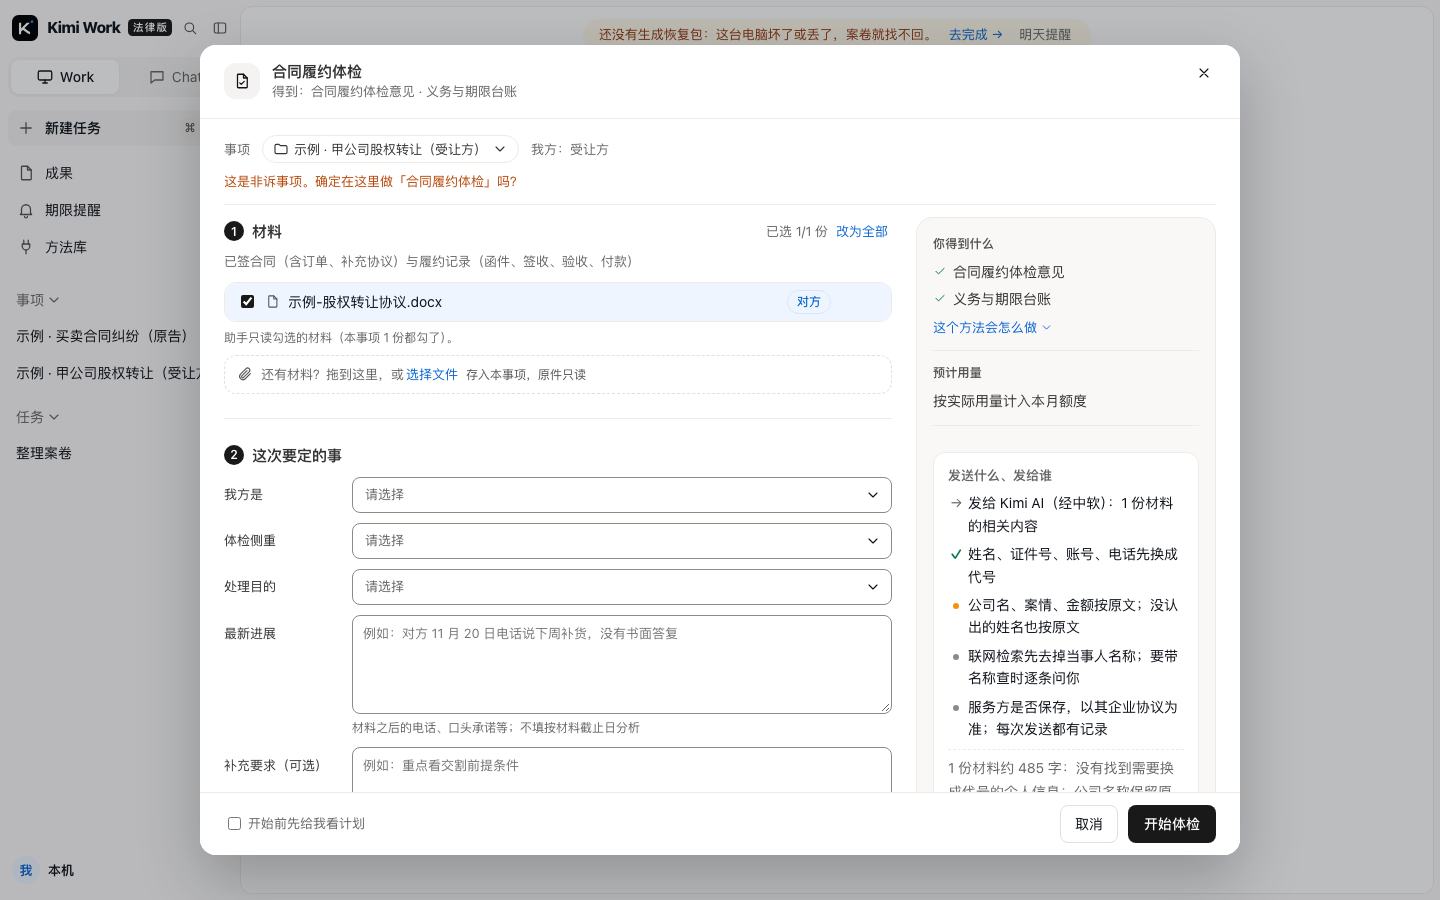 Kimi Work 法律版
还没有生成恢复包：这台电脑坏了或丢了，案卷就找不回。 去完成 → 明天提醒
Work
Chat
新建任务 ⌘
成果
期限提醒
方法库
事项
示例 · 买卖合同纠纷（原告）
示例 · 甲公司股权转让（受让
任务
整理案卷
我 本机
合同履约体检
得到：合同履约体检意见 · 义务与期限台账
事项 示例 · 甲公司股权转让（受让方） 我方：受让方
这是非诉事项。确定在这里做「合同履约体检」吗？
1 材料 已选 1/1 份 改为全部
已签合同（含订单、补充协议）与履约记录（函件、签收、验收、付款）
示例-股权转让协议.docx 对方
助手只读勾选的材料（本事项 1 份都勾了）。
还有材料？拖到这里，或 选择文件 存入本事项，原件只读
2 这次要定的事
我方是 请选择
体检侧重 请选择
处理目的 请选择
最新进展 例如：对方 11 月 20 日电话说下周补货，没有书面答复
材料之后的电话、口头承诺等；不填按材料截止日分析
补充要求（可选） 例如：重点看交割前提条件
你得到什么
合同履约体检意见
义务与期限台账
这个方法会怎么做
预计用量
按实际用量计入本月额度
发送什么、发给谁
→ 发给 Kimi AI（经中软）：1 份材料
的相关内容
姓名、证件号、账号、电话先换成
代号
公司名、案情、金额按原文；没认
出的姓名也按原文
联网检索先去掉当事人名称；要带
名称查时逐条问你
服务方是否保存，以其企业协议为
准；每次发送都有记录
1 份材料约 485 字：没有找到需要换
成代号的个人信息；公司名称保留原
开始前先给我看计划
取消
开始体检